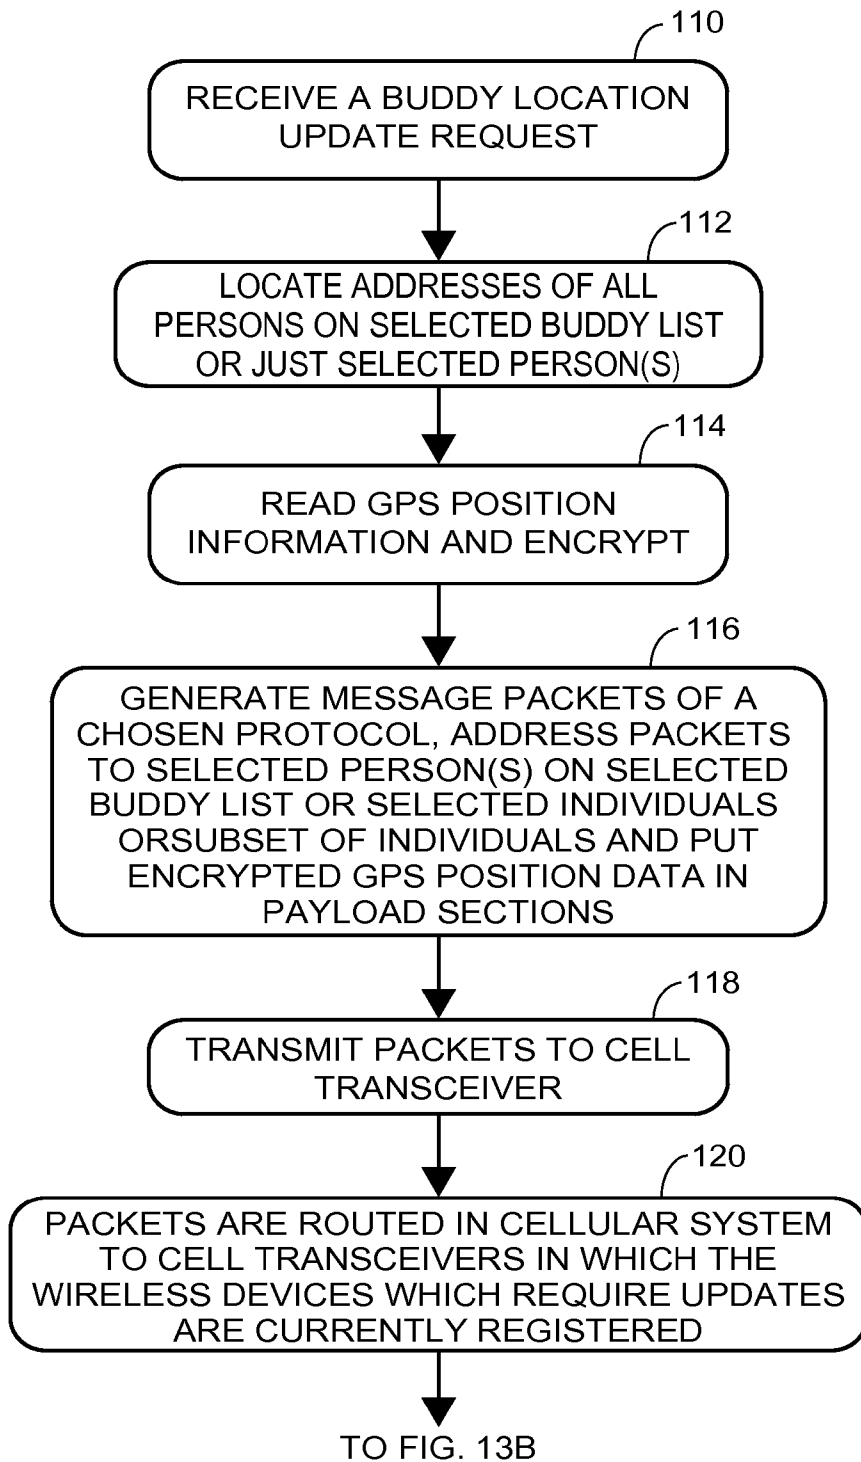 110
RECEIVE A BUDDY LOCATION
UPDATE REQUEST
112
LOCATE ADDRESSES OF ALL
PERSONS ON SELECTED BUDDY LIST
OR JUST SELECTED PERSON(S)
114
READ GPS POSITION
INFORMATION AND ENCRYPT
116
GENERATE MESSAGE PACKETS OF A
CHOSEN PROTOCOL, ADDRESS PACKETS
TO SELECTED PERSON(S) ON SELECTED
BUDDY LIST OR SELECTED INDIVIDUALS
ORSUBSET OF INDIVIDUALS AND PUT
ENCRYPTED GPS POSITION DATA IN
PAYLOAD SECTIONS
118
TRANSMIT PACKETS TO CELL
TRANSCEIVER
120
PACKETS ARE ROUTED IN CELLULAR SYSTEM
TO CELL TRANSCEIVERS IN WHICH THE
WIRELESS DEVICES WHICH REQUIRE UPDATES
ARE CURRENTLY REGISTERED
TO FIG. 13B